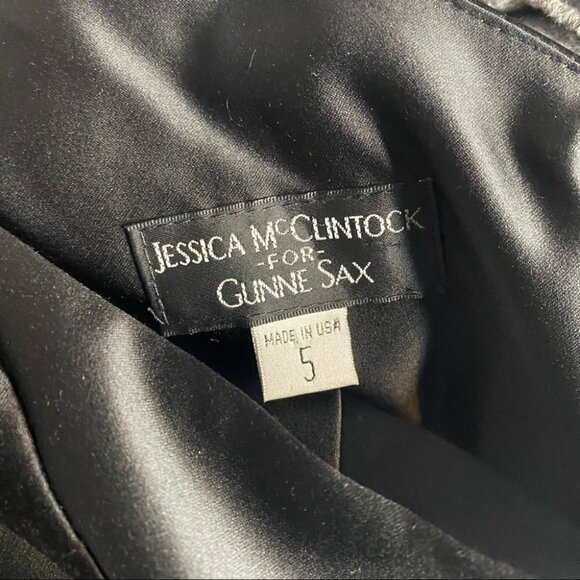 JESSICA McCLINTOCK
-FOR-
GUNNE SAX
MADE IN USA
5